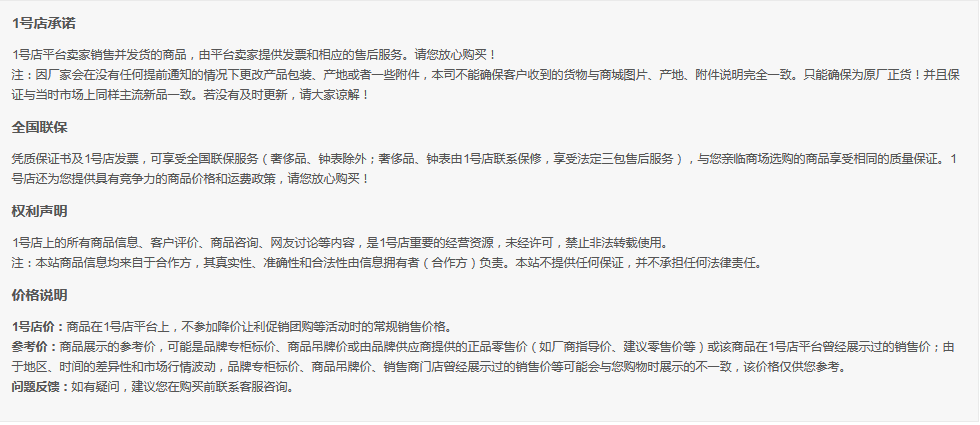 1号店承诺
1号店平台卖家销售并发货的商品，由平台卖家提供发票和相应的售后服务。请您放心购买！
注：因厂家会在没有任何提前通知的情况下更改产品包装、产地或者一些附件，本司不能确保客户收到的货物与商城图片、产地、附件说明完全一致。只能确保为原厂正货！并且保
证与当时市场上同样主流新品一致。若没有及时更新，请大家谅解！
全国联保
凭质保证书及1号店发票，可享受全国联保服务（奢侈品、钟表除外；奢侈品、钟表由1号店联系保修，享受法定三包售后服务），与您亲临商场选购的商品享受相同的质量保证。1
号店还为您提供具有竞争力的商品价格和运费政策，请您放心购买！
权利声明
1号店上的所有商品信息、客户评价、商品咨询、网友讨论等内容，是1号店重要的经营资源，未经许可，禁止非法转载使用。
注：本站商品信息均来自于合作方，其真实性、准确性和合法性由信息拥有者（合作方）负责。本站不提供任何保证，并不承担任何法律责任。
价格说明
1号店价：商品在1号店平台上，不参加降价让利促销团购等活动时的常规销售价格。
参考价：商品展示的参考价，可能是品牌专柜标价、商品吊牌价或由品牌供应商提供的正品零售价（如厂商指导价、建议零售价等）或该商品在1号店平台曾经展示过的销售价；由
于地区、时间的差异性和市场行情波动，品牌专柜标价、商品吊牌价、销售商门店曾经展示过的销售价等可能会与您购物时展示的不一致，该价格仅供您参考。
问题反馈：如有疑问，建议您在购买前联系客服咨询。